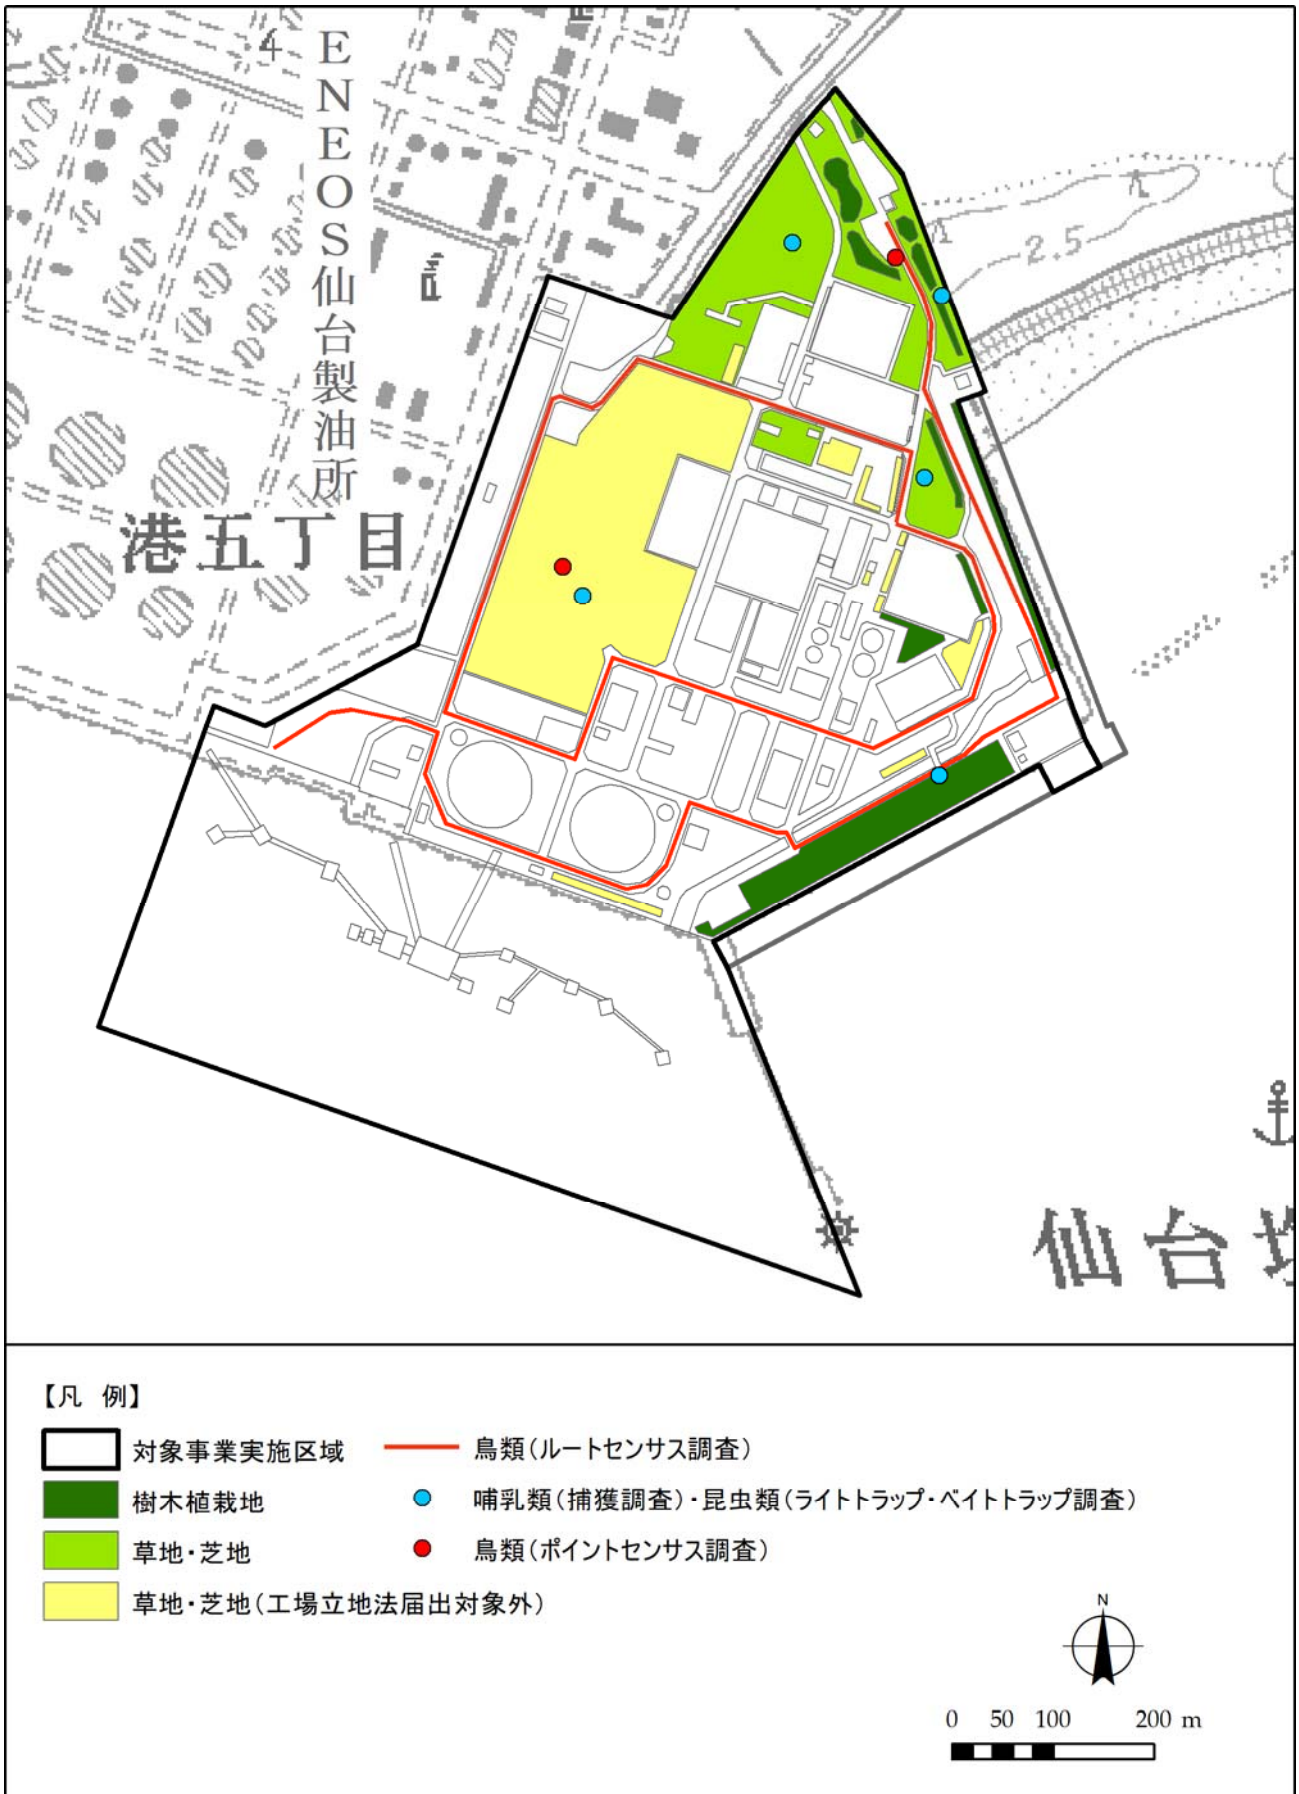 4
ENEOS仙台製油所
2.5
港五丁目
仙台
【凡 例】
対象事業実施区域
鳥類(ルートセンサス調査)
樹木植栽地
哺乳類(捕獲調査)・昆虫類(ライトトラップ・ベイトトラップ調査)
草地・芝地
鳥類(ポイントセンサス調査)
草地・芝地(工場立地法届出対象外)
N
0 50 100 200 m